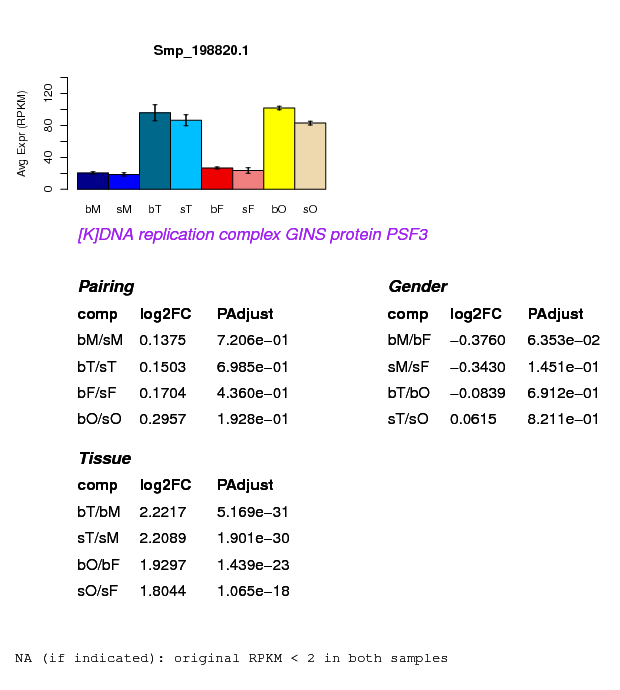 Smp_198820.1
Avg Expr (RPKM)
0 40 80 120
bM sM bT sT bF sF bO sO
[K]DNA replication complex GINS protein PSF3
Pairing
comp log2FC PAdjust
bM/sM 0.1375 7.206e−01
bT/sT 0.1503 6.985e−01
bF/sF 0.1704 4.360e−01
bO/sO 0.2957 1.928e−01
Gender
comp log2FC PAdjust
bM/bF −0.3760 6.353e−02
sM/sF −0.3430 1.451e−01
bT/bO −0.0839 6.912e−01
sT/sO 0.0615 8.211e−01
Tissue
comp log2FC PAdjust
bT/bM 2.2217 5.169e−31
sT/sM 2.2089 1.901e−30
bO/bF 1.9297 1.439e−23
sO/sF 1.8044 1.065e−18
NA (if indicated): original RPKM < 2 in both samples